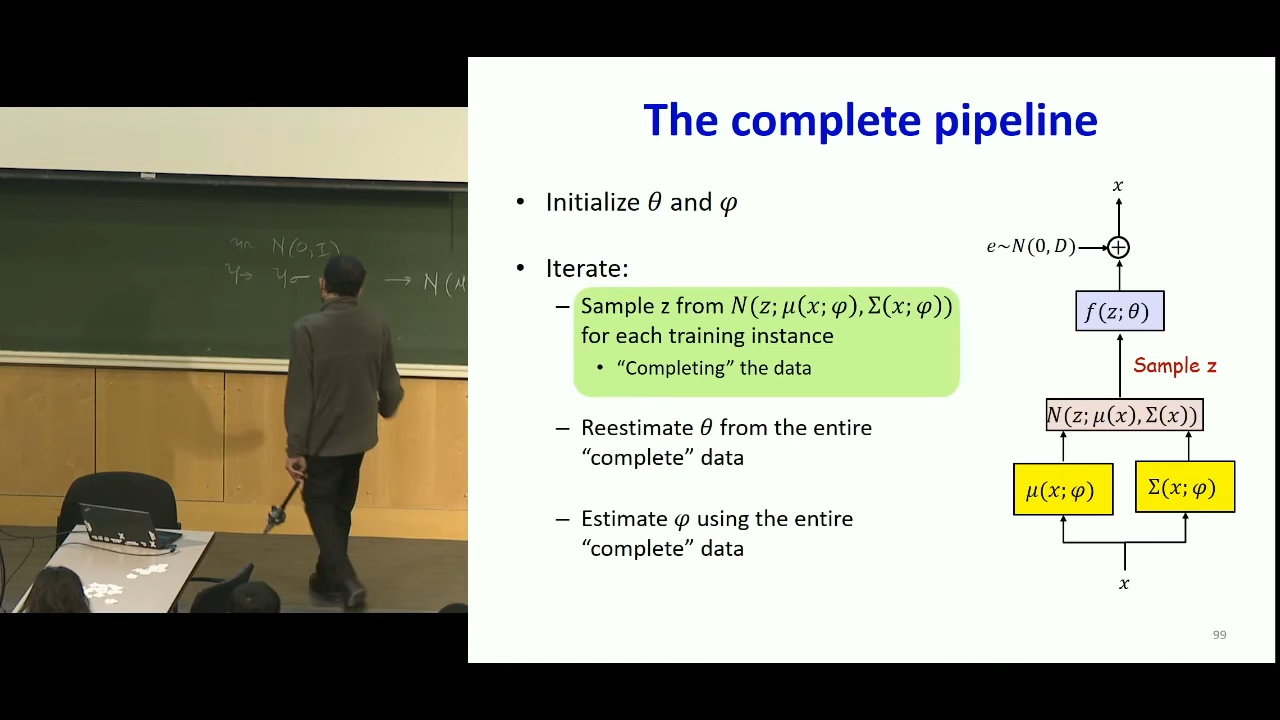 The complete pipeline
• Initialize θ and φ
• Iterate:
– Sample z from N(z; μ(x; φ), Σ(x; φ))
for each training instance
• “Completing” the data
– Reestimate θ from the entire
“complete” data
– Estimate φ using the entire
“complete” data
x
e~N(0, D)
+
f(z; θ)
Sample z
N(z; μ(x), Σ(x))
μ(x; φ)
Σ(x; φ)
x
99
N(0, I)
→ N(μ